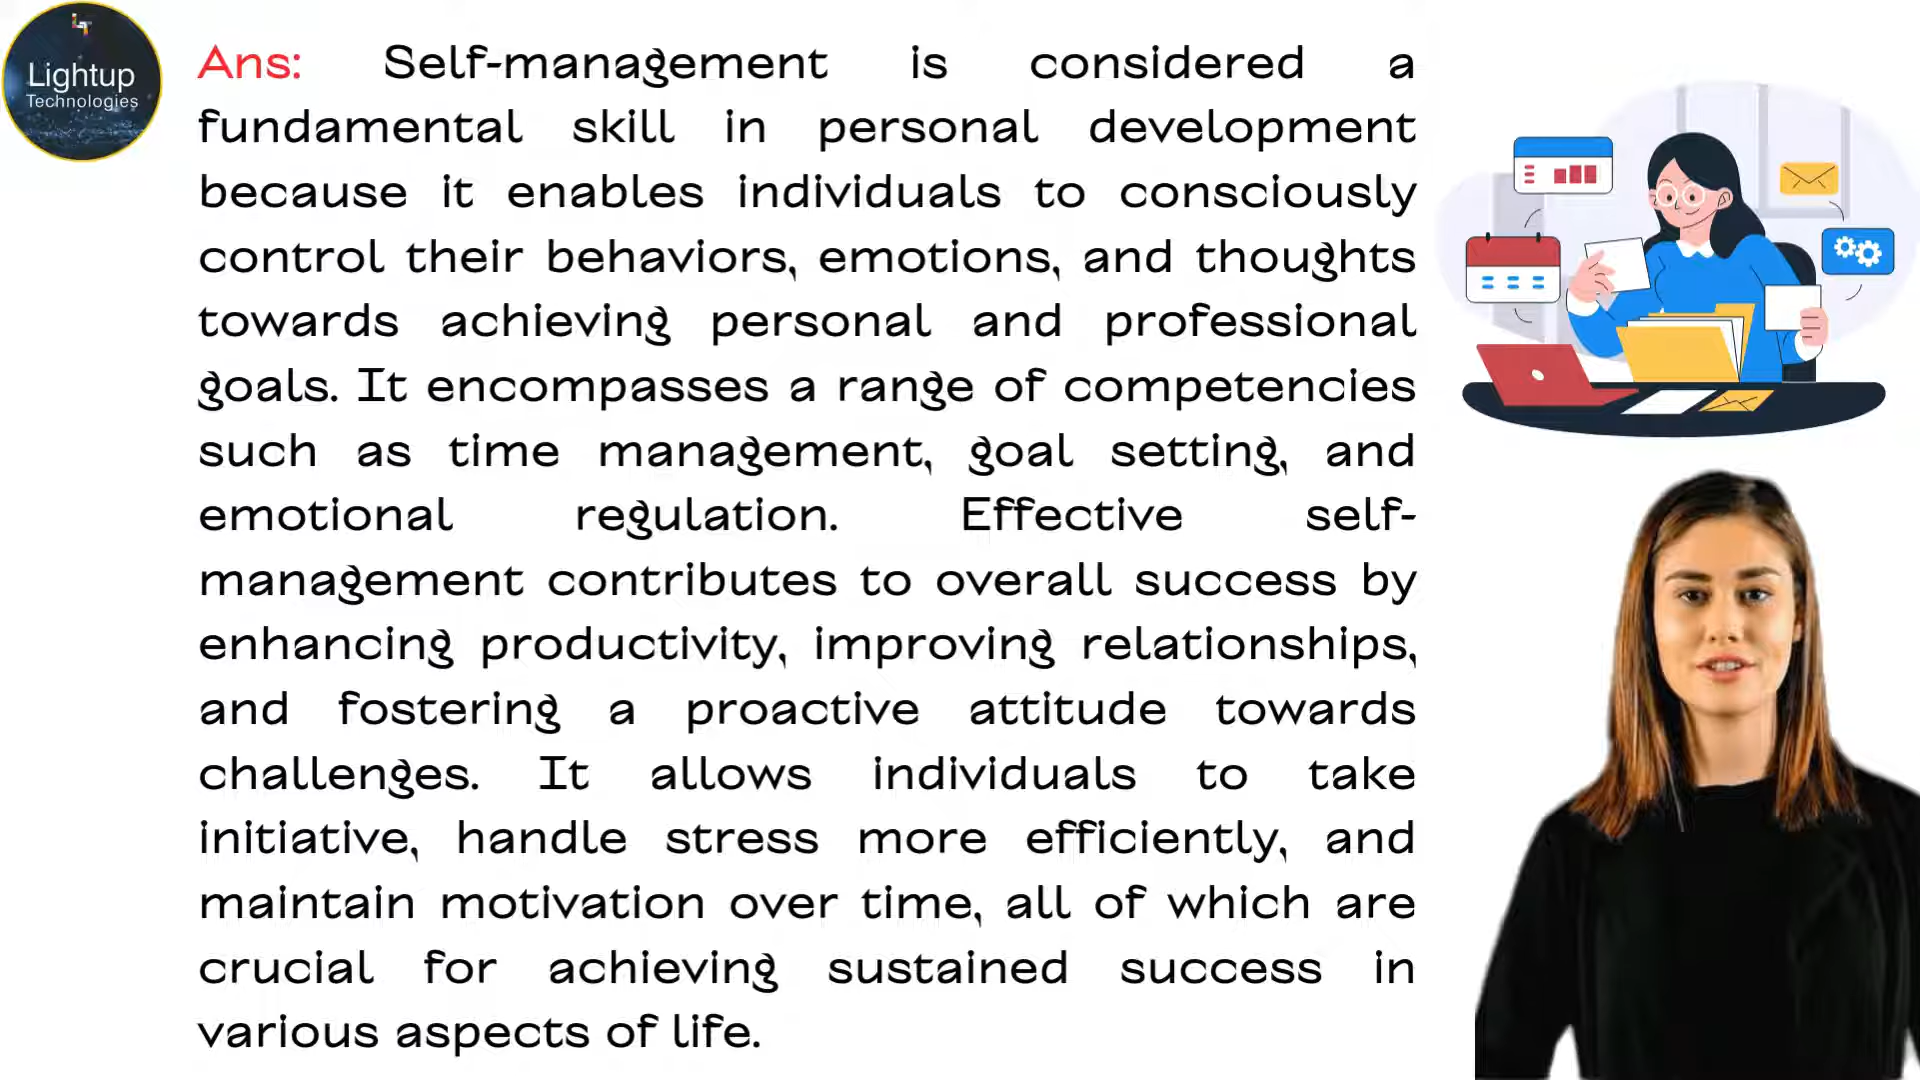 Lightup
Technologies
Ans: Self-management is considered a
fundamental skill in personal development
because it enables individuals to consciously
control their behaviors, emotions, and thoughts
towards achieving personal and professional
goals. It encompasses a range of competencies
such as time management, goal setting, and
emotional regulation. Effective self-
management contributes to overall success by
enhancing productivity, improving relationships,
and fostering a proactive attitude towards
challenges. It allows individuals to take
initiative, handle stress more efficiently, and
maintain motivation over time, all of which are
crucial for achieving sustained success in
various aspects of life.